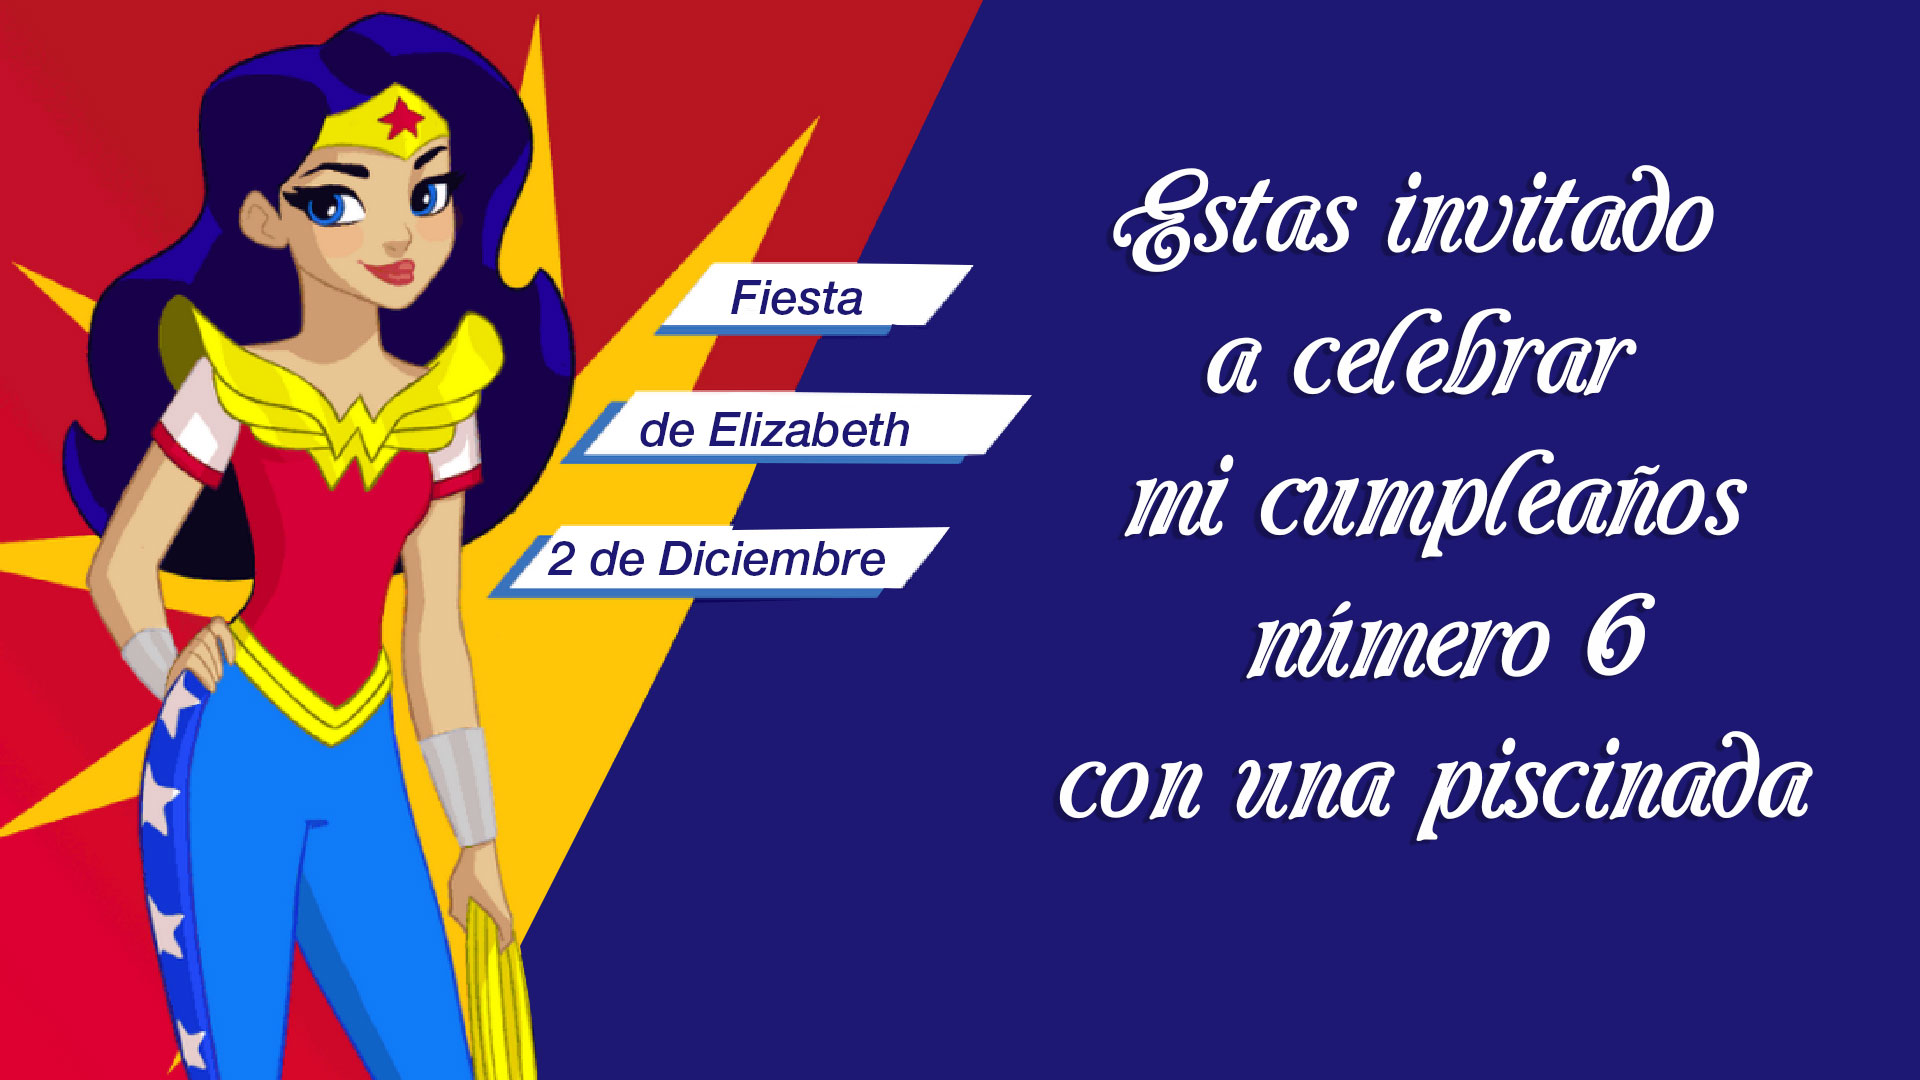 Fiesta
de Elizabeth
2 de Diciembre
Estas invitado
a celebrar
mi cumpleaños
número 6
con una piscinada